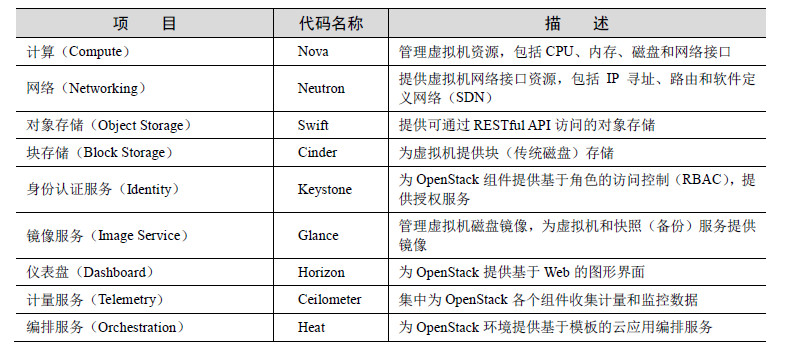 项 目 代码名称 描 述
计算（Compute） Nova 管理虚拟机资源，包括 CPU、内存、磁盘和网络接口
网络（Networking） Neutron 提供虚拟机网络接口资源，包括 IP 寻址、路由和软件定
义网络（SDN）
对象存储（Object Storage） Swift 提供可通过 RESTful API 访问的对象存储
块存储（Block Storage） Cinder 为虚拟机提供块（传统磁盘）存储
身份认证服务（Identity） Keystone 为 OpenStack 组件提供基于角色的访问控制（RBAC），提
供授权服务
镜像服务（Image Service） Glance 管理虚拟机磁盘镜像，为虚拟机和快照（备份）服务提供
镜像
仪表盘（Dashboard） Horizon 为 OpenStack 提供基于 Web 的图形界面
计量服务（Telemetry） Ceilometer 集中为 OpenStack 各个组件收集计量和监控数据
编排服务（Orchestration） Heat 为 OpenStack 环境提供基于模板的云应用编排服务